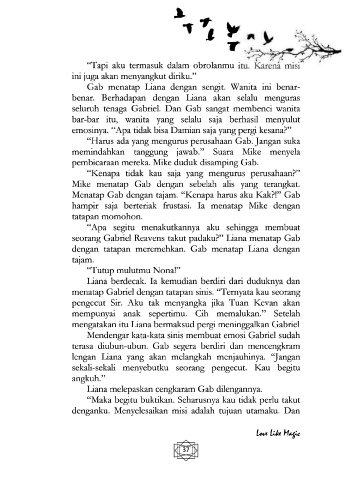 “Tapi aku termasuk dalam obrolanmu itu. Karena misi
ini juga akan menyangkut diriku.”
Gab menatap Liana dengan sengit. Wanita ini benar-
benar. Berhadapan dengan Liana akan selalu menguras
seluruh tenaga Gabriel. Dan Gab sangat membenci wanita
bar-bar itu, wanita yang selalu saja berhasil menyulut
emosinya. “Apa tidak bisa Damian saja yang pergi kesana?”
“Harus ada yang mengurus perusahaan Gab. Jangan suka
memindahkan tanggung jawab.” Suara Mike menyela
pembicaraan mereka. Mike duduk disamping Gab.
“Kenapa tidak kau saja yang mengurus perusahaan?”
Mike menatap Gab dengan sebelah alis yang terangkat.
Menatap Gab dengan tajam. “Kenapa harus aku Kak?!” Gab
hampir saja berteriak frustasi. Ia menatap Mike dengan
tatapan momohon.
“Apa segitu menakutkannya aku sehingga membuat
seorang Gabriel Reavens takut padaku?” Liana menatap Gab
dengan tatapan meremehkan. Gab menatap Liana dengan
tajam.
“Tutup mulutmu Nona!”
Liana berdecak. Ia kemudian berdiri dari duduknya dan
menatap Gabriel dengan tatapan sinis. “Ternyata kau seorang
pengecut Sir. Aku tak menyangka jika Tuan Kevan akan
mempunyai anak sepertimu. Cih memalukan.” Setelah
mengatakan itu Liana bermaksud pergi meninggalkan Gabriel
Mendengar kata-kata sinis membuat emosi Gabriel sudah
terasa diubun-ubun. Gab segera berdiri dan mencengkram
lengan Liana yang akan melangkah menjauhinya. “Jangan
sekali-sekali menyebutku seorang pengecut. Kau begitu
angkuh.”
Liana melepaskan cengkaram Gab dilengannya.
“Maka begitu buktikan. Seharusnya kau tidak perlu takut
denganku. Menyelesaikan misi adalah tujuan utamaku. Dan
Love Like Magic
37